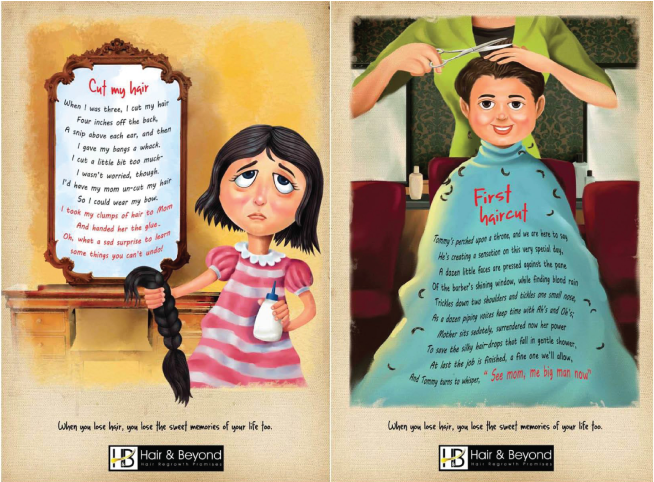 Cut my hair
When I was three, I cut my hair
Four inches off the back,
A snip above each ear, and then
I gave my bangs a whack.
I cut a little bit too much-
I wasn't worried, though.
I'd have my mom un-cut my hair
So I could wear my bow.
I took my clumps of hair to Mom
And handed her the glue.
Oh, what a sad surprise to learn
some things you can't undo!
When you lose hair, you lose the sweet memories of your life too.
HB Hair & Beyond
Hair Regrowth Promises
First
haircut
Tommy's perched upon a throne, and we are here to say
He's creating a sensation on this very special day,
A dozen little faces are pressed against the pane
Of the barber's shining window, while finding blond rain
Trickles down two shoulders and tickles one small nose,
As a dozen piping voices keep time with Ah's and Oh's;
Mother sits sedately, surrendered now her power
To save the silky hair-drops that fall in gentle shower,
At last the job is finished, a fine one we'll allow,
And Tommy turns to whisper, "See mom, me big man now"
When you lose hair, you lose the sweet memories of your life too.
HB Hair & Beyond
Hair Regrowth Promises